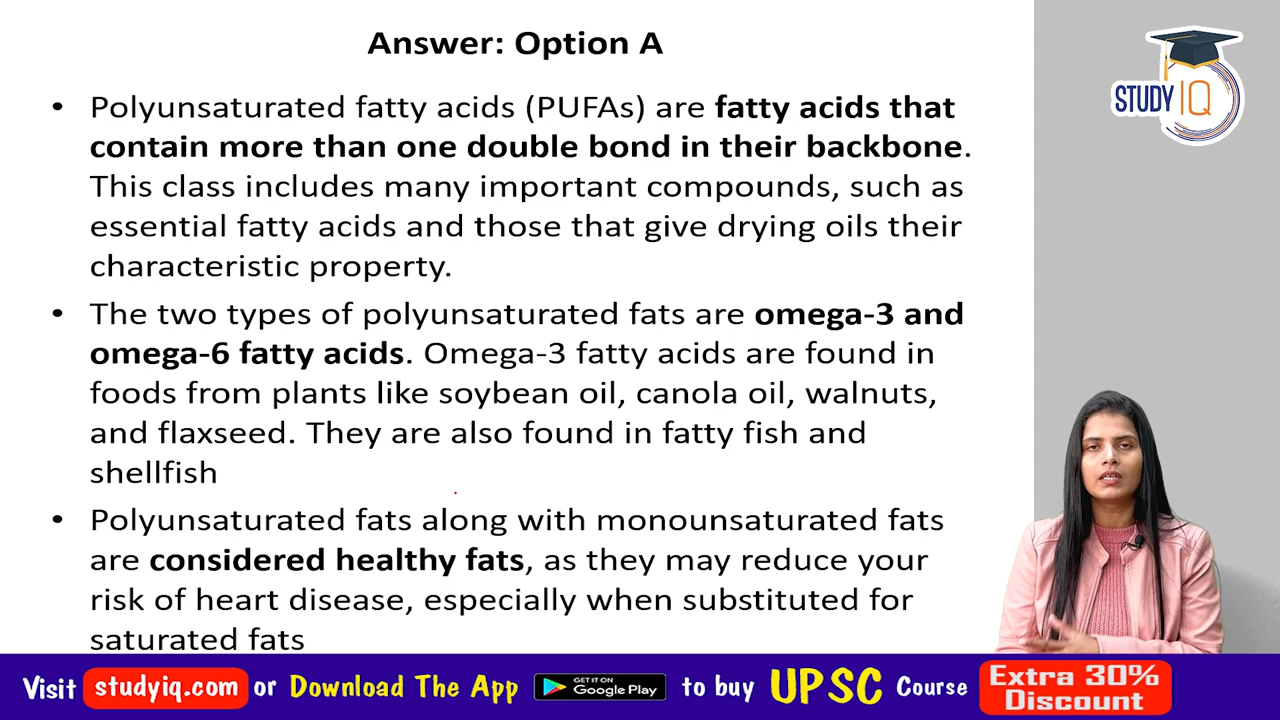 Answer: Option A
• Polyunsaturated fatty acids (PUFAs) are fatty acids that
contain more than one double bond in their backbone.
This class includes many important compounds, such as
essential fatty acids and those that give drying oils their
characteristic property.
• The two types of polyunsaturated fats are omega-3 and
omega-6 fatty acids. Omega-3 fatty acids are found in
foods from plants like soybean oil, canola oil, walnuts,
and flaxseed. They are also found in fatty fish and
shellfish
• Polyunsaturated fats along with monounsaturated fats
are considered healthy fats, as they may reduce your
risk of heart disease, especially when substituted for
saturated fats
STUDY IQ
Visit studyiq.com or Download The App GET IT ON Google Play to buy UPSC Course
Extra 30%
Discount